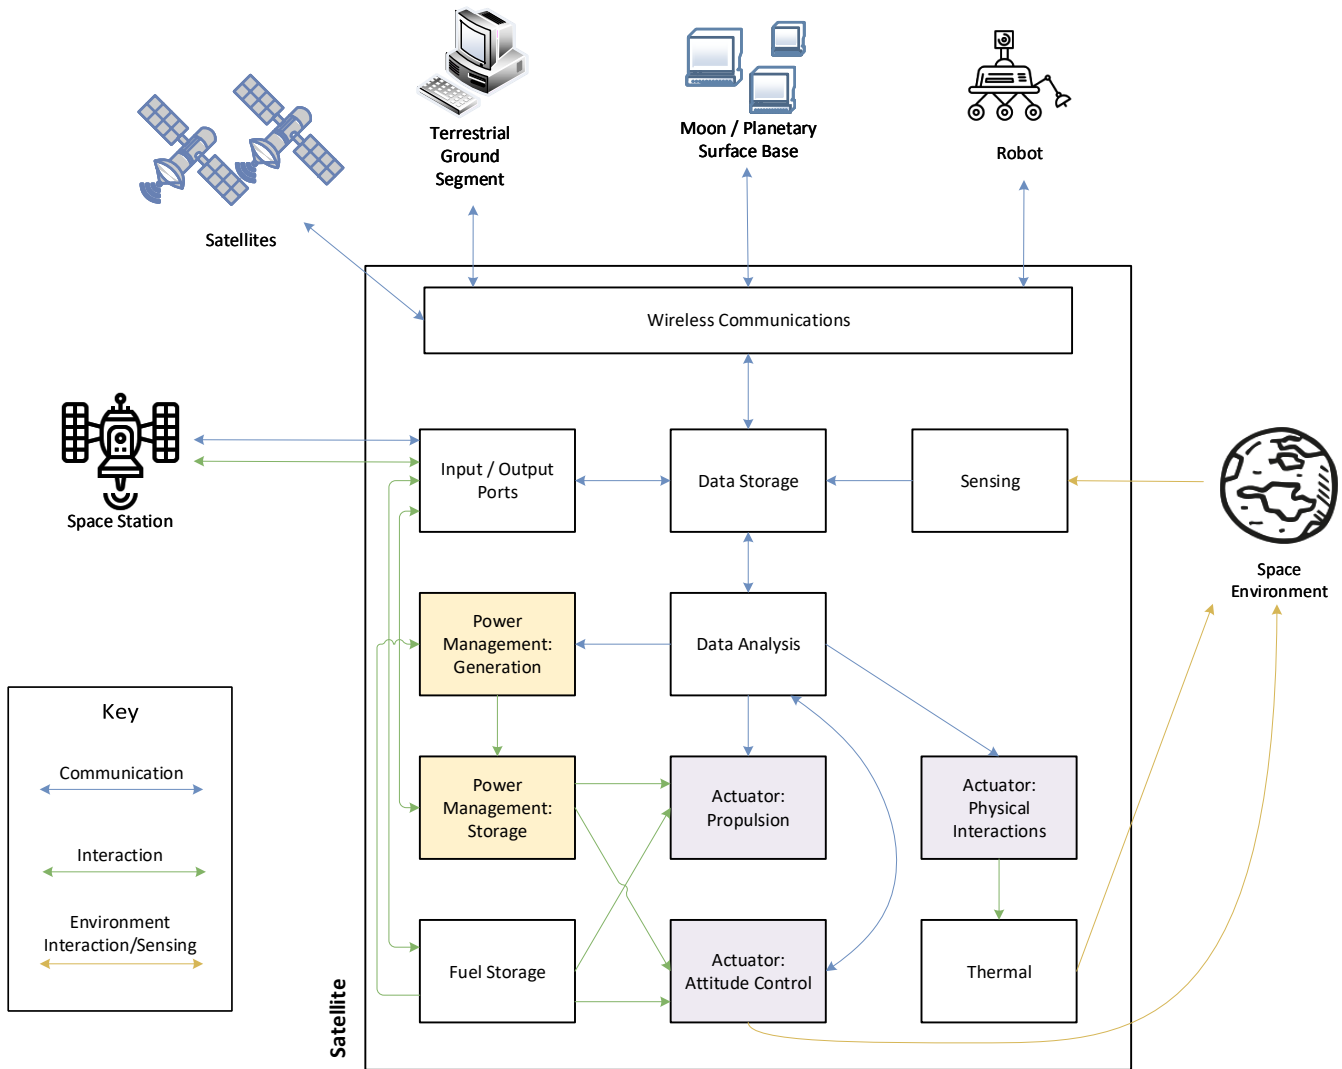 Terrestrial
Ground
Segment
Moon / Planetary
Surface Base
Robot
Satellites
Wireless Communications
Input / Output
Ports
Data Storage
Sensing
Space Station
Space
Environment
Power
Management:
Generation
Data Analysis
Key
Communication
Interaction
Environment
Interaction/Sensing
Power
Management:
Storage
Actuator:
Propulsion
Actuator:
Physical
Interactions
Fuel Storage
Actuator:
Attitude Control
Thermal
Satellite